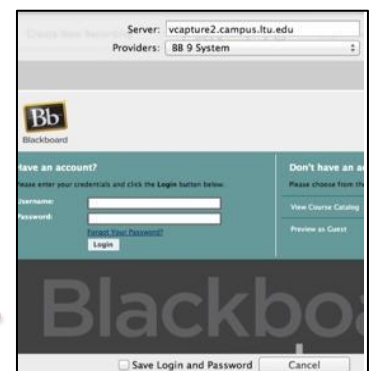 Server: vcapture2.campus.ltu.edu
Providers: BB 9 System
Bb
Blackboard
Have an account?
Please enter your credentials and click the Login button below.
Username:
Password:
Forgot Your Password?
Login
Don't have an a
Please choose from the
View Course Catalog
Preview as Guest
Blackboa
Save Login and Password
Cancel